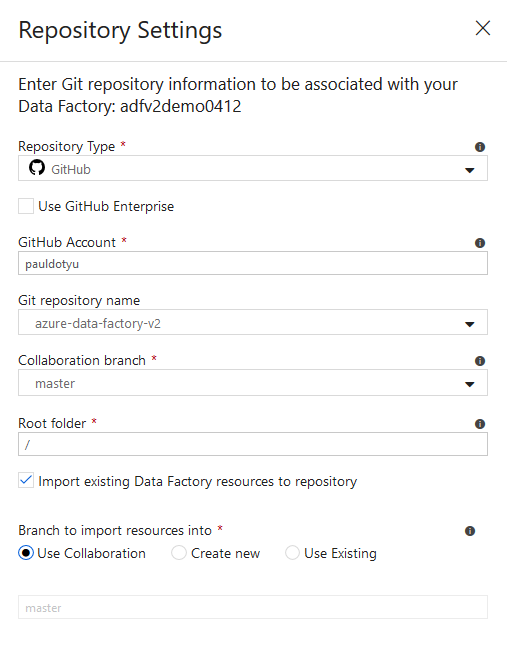 Repository Settings
Enter Git repository information to be associated with your
Data Factory: adfv2demo0412
Repository Type *
GitHub
Use GitHub Enterprise
GitHub Account *
pauldotyu
Git repository name
azure-data-factory-v2
Collaboration branch *
master
Root folder *
/
Import existing Data Factory resources to repository
Branch to import resources into *
Use Collaboration Create new Use Existing
master